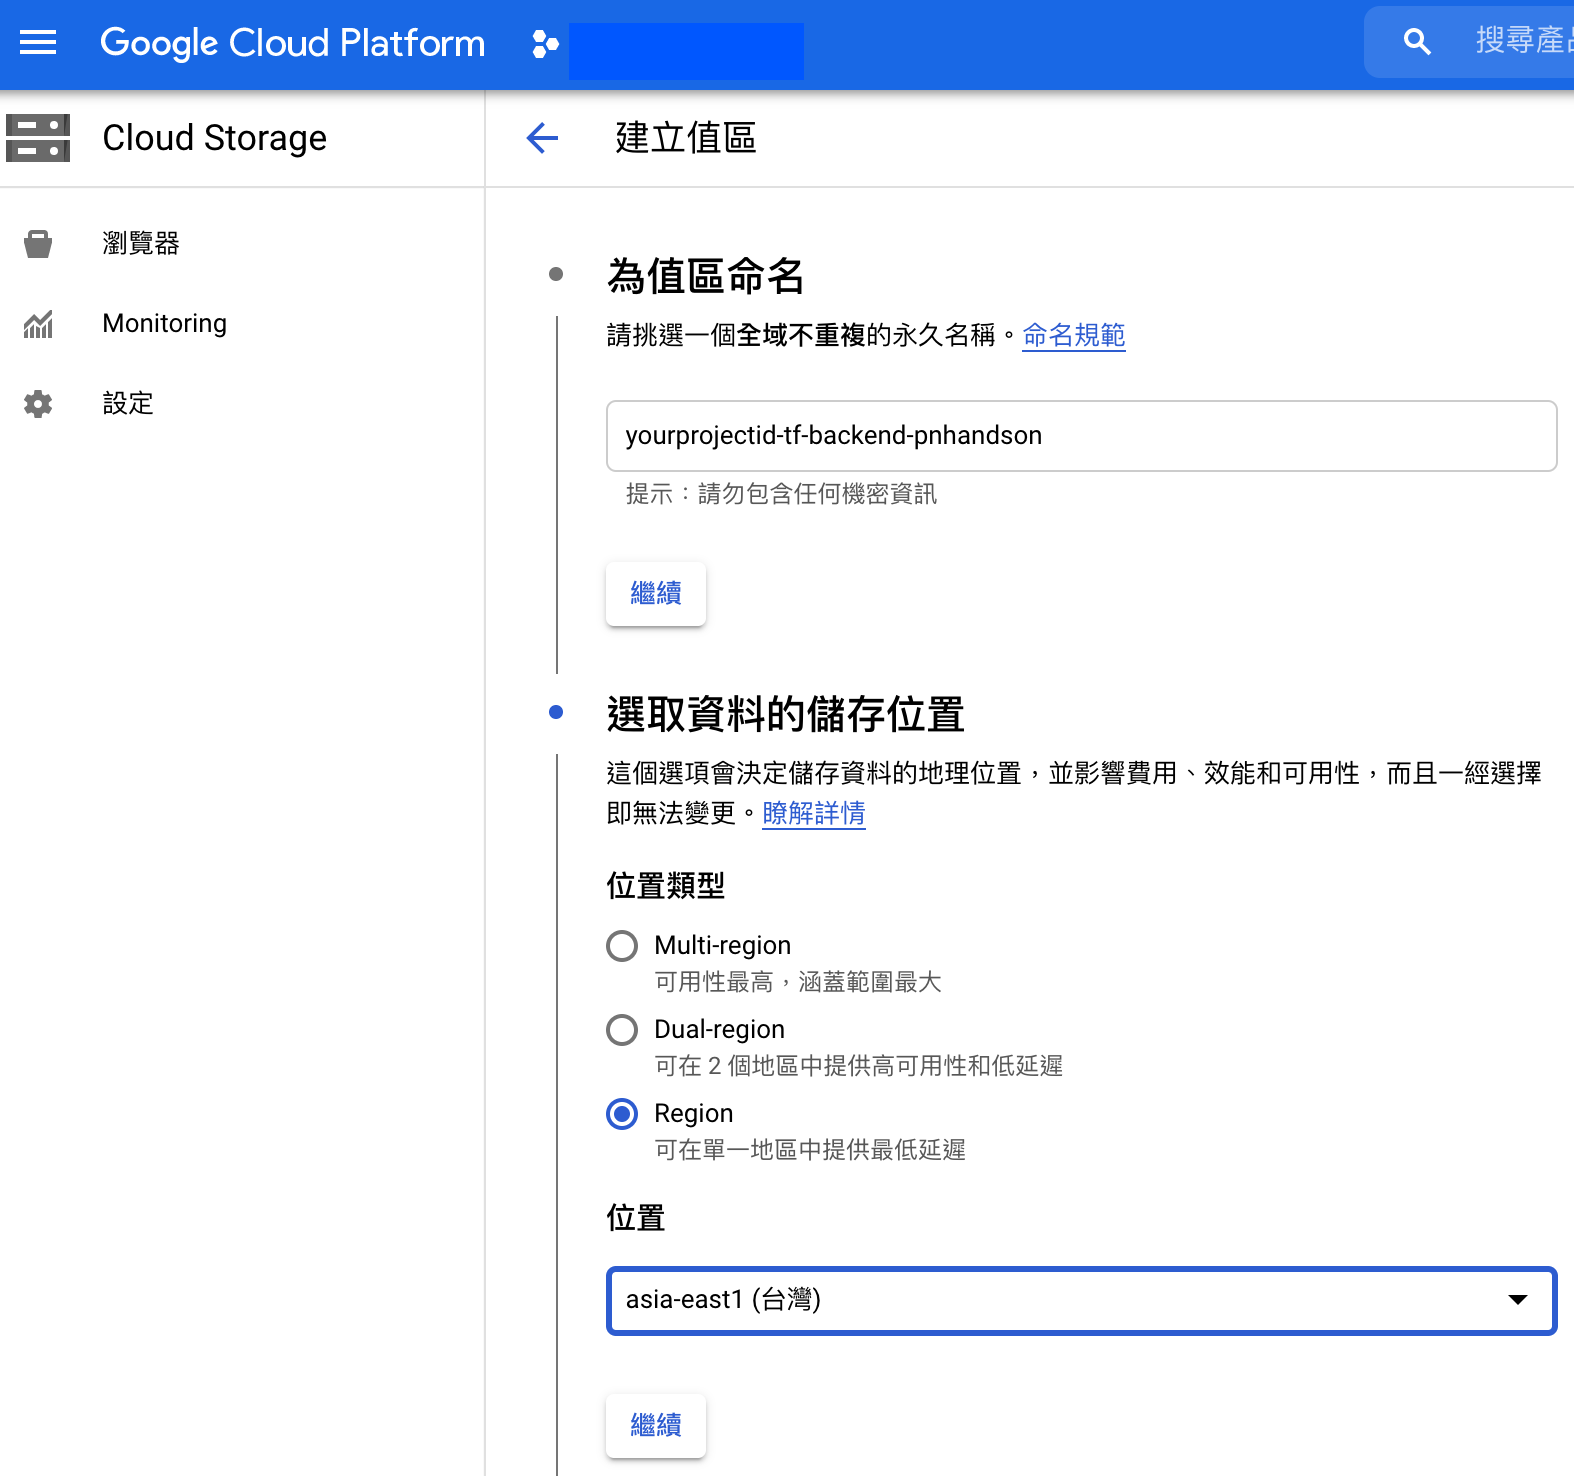 Google Cloud Platform
搜尋產品
Cloud Storage
建立值區
瀏覽器
Monitoring
設定
為值區命名
請挑選一個全域不重複的永久名稱。命名規範
yourprojectid-tf-backend-pnhandson
提示：請勿包含任何機密資訊
繼續
選取資料的儲存位置
這個選項會決定儲存資料的地理位置，並影響費用、效能和可用性，而且一經選擇
即無法變更。瞭解詳情
位置類型
Multi-region
可用性最高，涵蓋範圍最大
Dual-region
可在 2 個地區中提供高可用性和低延遲
Region
可在單一地區中提供最低延遲
位置
asia-east1 (台灣)
繼續